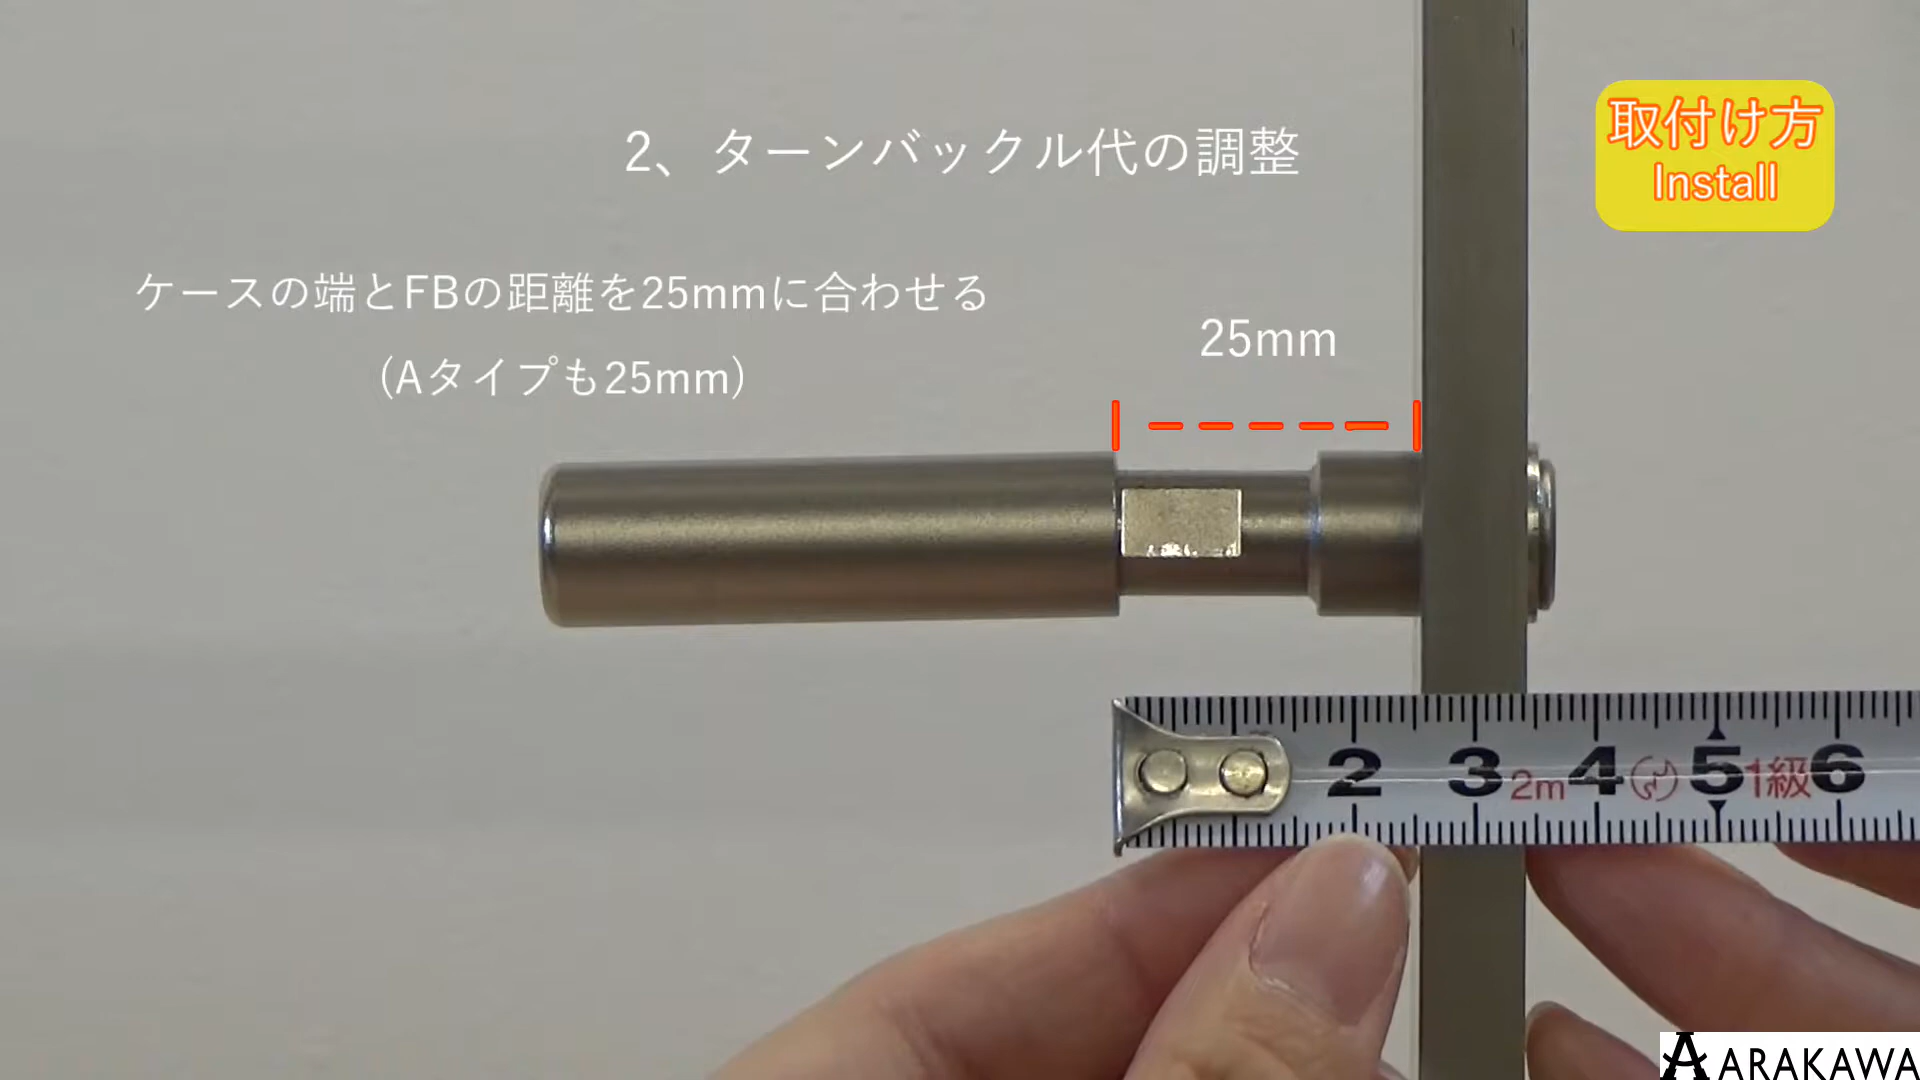 2、ターンバックル代の調整
取付け方
Install
ケースの端とFBの距離を25mmに合わせる
(Aタイプも25mm)
25mm
2 3 2m 4 5 1級 6
ARAKAWA